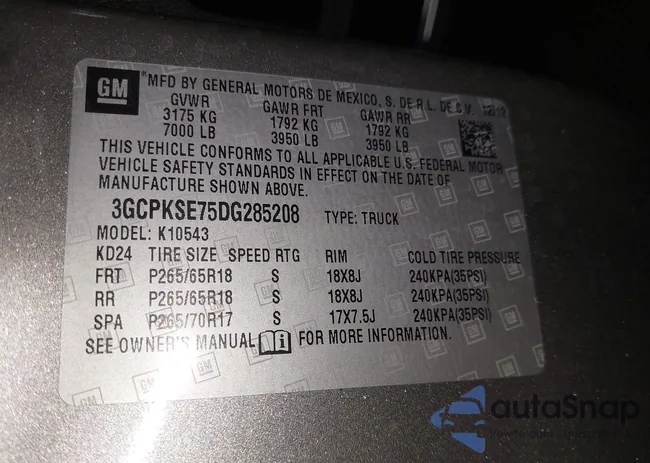 GM
MFD BY GENERAL MOTORS DE MEXICO, S. DE R.L. DE C.V. 12/12
GVWR GAWR FRT GAWR RR
3175 KG 1792 KG 1792 KG
7000 LB 3950 LB 3950 LB
THIS VEHICLE CONFORMS TO ALL APPLICABLE U.S. FEDERAL MOTOR
VEHICLE SAFETY STANDARDS IN EFFECT ON THE DATE OF
MANUFACTURE SHOWN ABOVE.
3GCPKSE75DG285208 TYPE: TRUCK
MODEL: K10543
KD24 TIRE SIZE SPEED RTG RIM COLD TIRE PRESSURE
FRT P265/65R18 S 18X8J 240KPA(35PSI)
RR P265/65R18 S 18X8J 240KPA(35PSI)
SPA P265/70R17 S 17X7.5J 240KPA(35PSI)
SEE OWNER'S MANUAL FOR MORE INFORMATION.
autoSnap